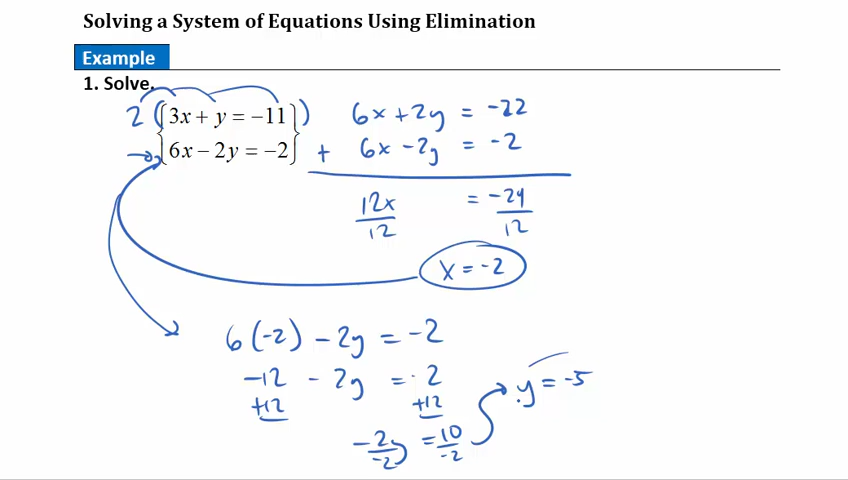 Solving a System of Equations Using Elimination
Example
1. Solve.
2 ( { 3x + y = −11 } ) 6x + 2y = -22
{ 6x − 2y = −2 } + 6x - 2y = -2
12x = -24
12 12
x = -2
6(-2) - 2y = -2
-12 - 2y = -2
+12 +12
y = -5
-2y = 10
-2 -2